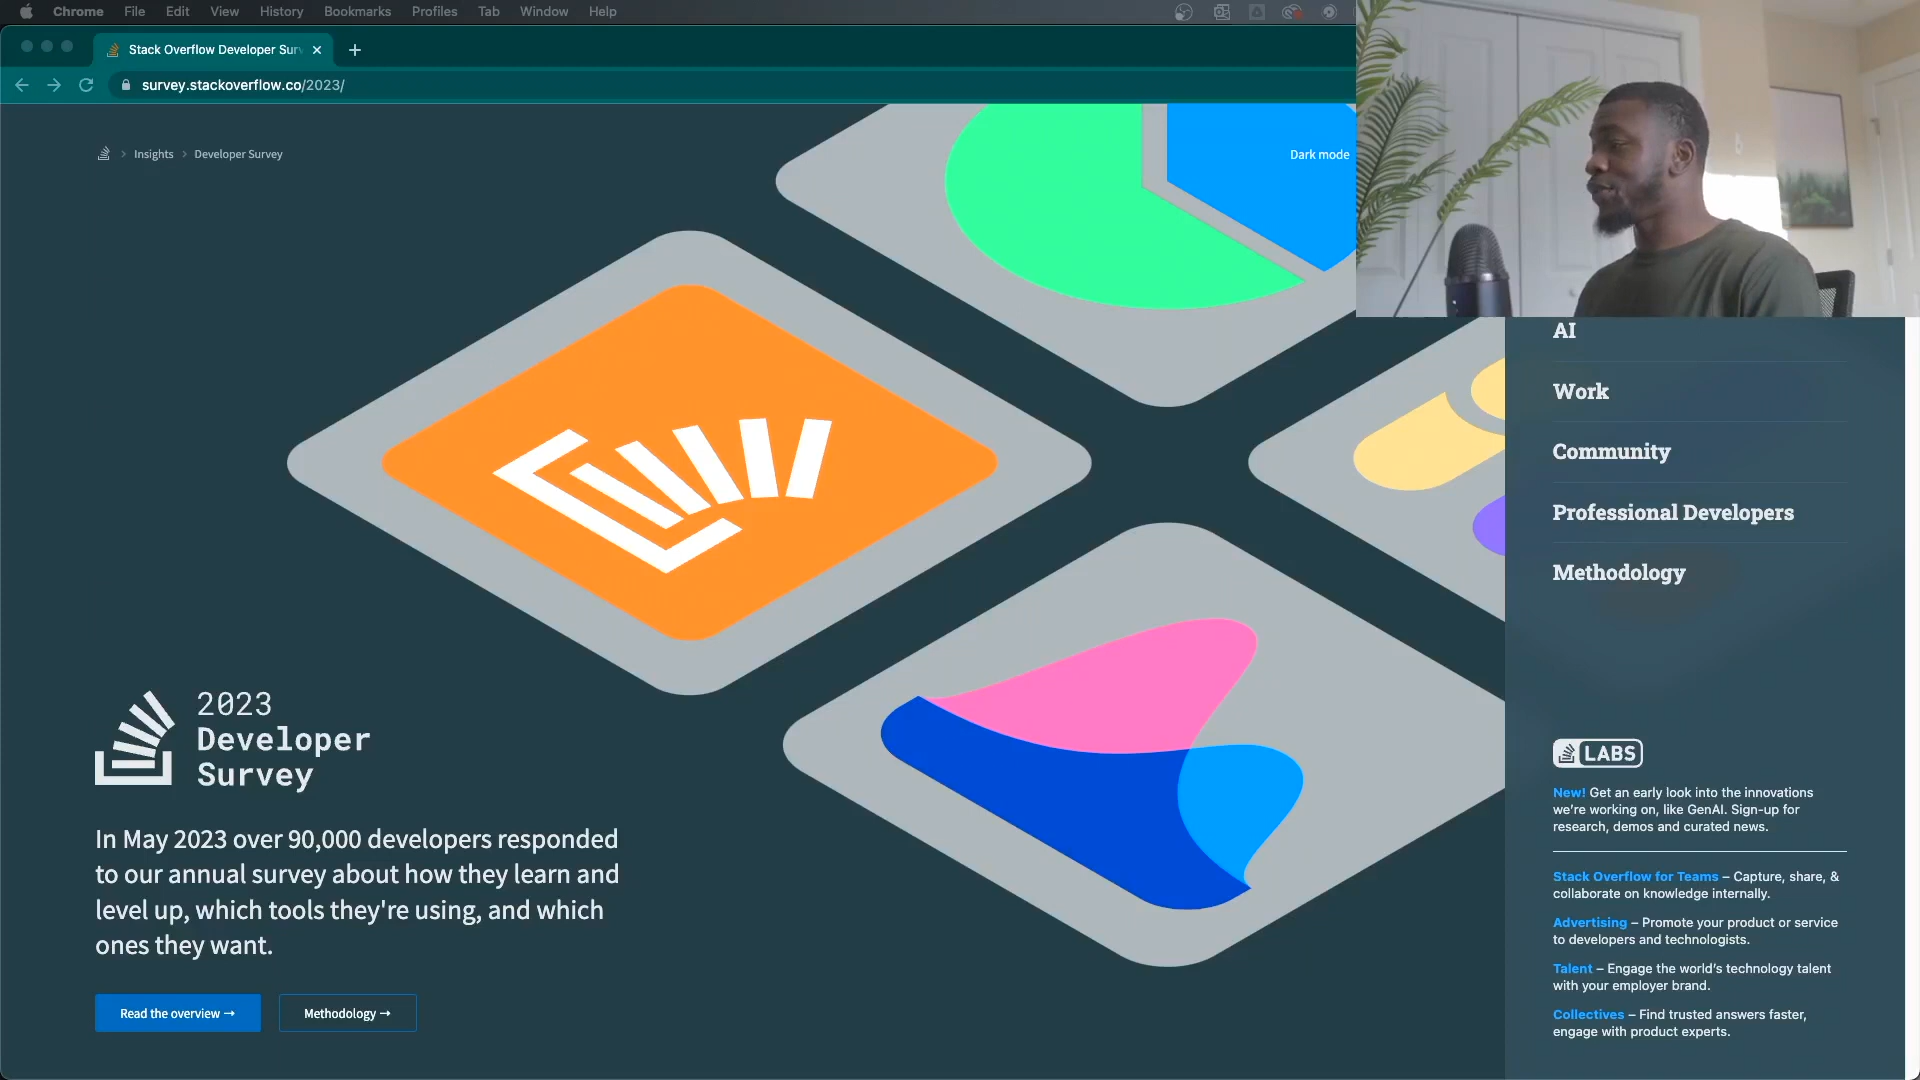 Chrome File Edit View History Bookmarks Profiles Tab Window Help
Stack Overflow Developer Sur
survey.stackoverflow.co/2023/
Insights Developer Survey
Dark mode
AI
Work
Community
Professional Developers
Methodology
2023
Developer
Survey
In May 2023 over 90,000 developers responded
to our annual survey about how they learn and
level up, which tools they're using, and which
ones they want.
Read the overview →
Methodology →
LABS
New! Get an early look into the innovations
we're working on, like GenAI. Sign-up for
research, demos and curated news.
Stack Overflow for Teams – Capture, share, &
collaborate on knowledge internally.
Advertising – Promote your product or service
to developers and technologists.
Talent – Engage the world's technology talent
with your employer brand.
Collectives – Find trusted answers faster,
engage with product experts.